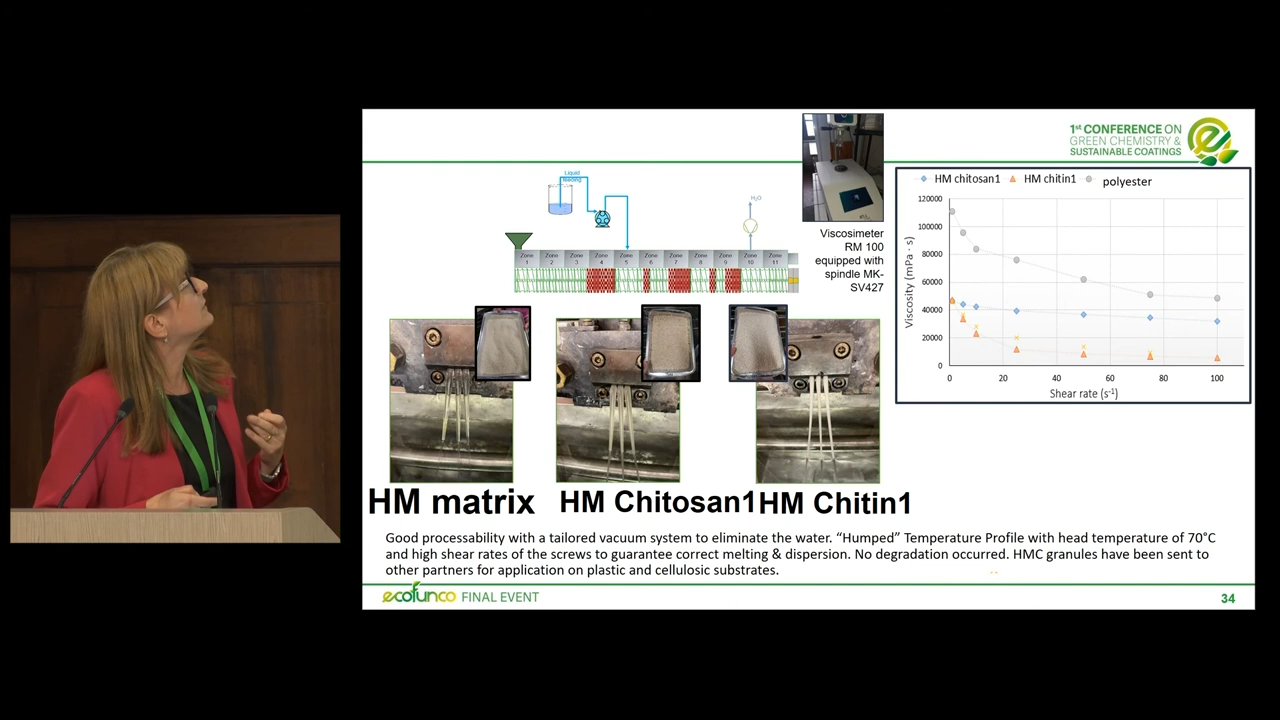 1st CONFERENCE ON
GREEN CHEMISTRY &
SUSTAINABLE COATINGS
Liquid
feeding
H₂O
Zone 1
Zone 2
Zone 3
Zone 4
Zone 5
Zone 6
Zone 7
Zone 8
Zone 9
Zone 10
Zone 11
Viscosimeter
RM 100
equipped with
spindle MK-
SV427
HM chitosan1
HM chitin1
polyester
Viscosity (mPa · s)
120000
100000
80000
60000
40000
20000
0
0 20 40 60 80 100
Shear rate (s-1)
HM matrix
HM Chitosan1
HM Chitin1
Good processability with a tailored vacuum system to eliminate the water. “Humped” Temperature Profile with head temperature of 70°C
and high shear rates of the screws to guarantee correct melting & dispersion. No degradation occurred. HMC granules have been sent to
other partners for application on plastic and cellulosic substrates.
ecofunco FINAL EVENT
34